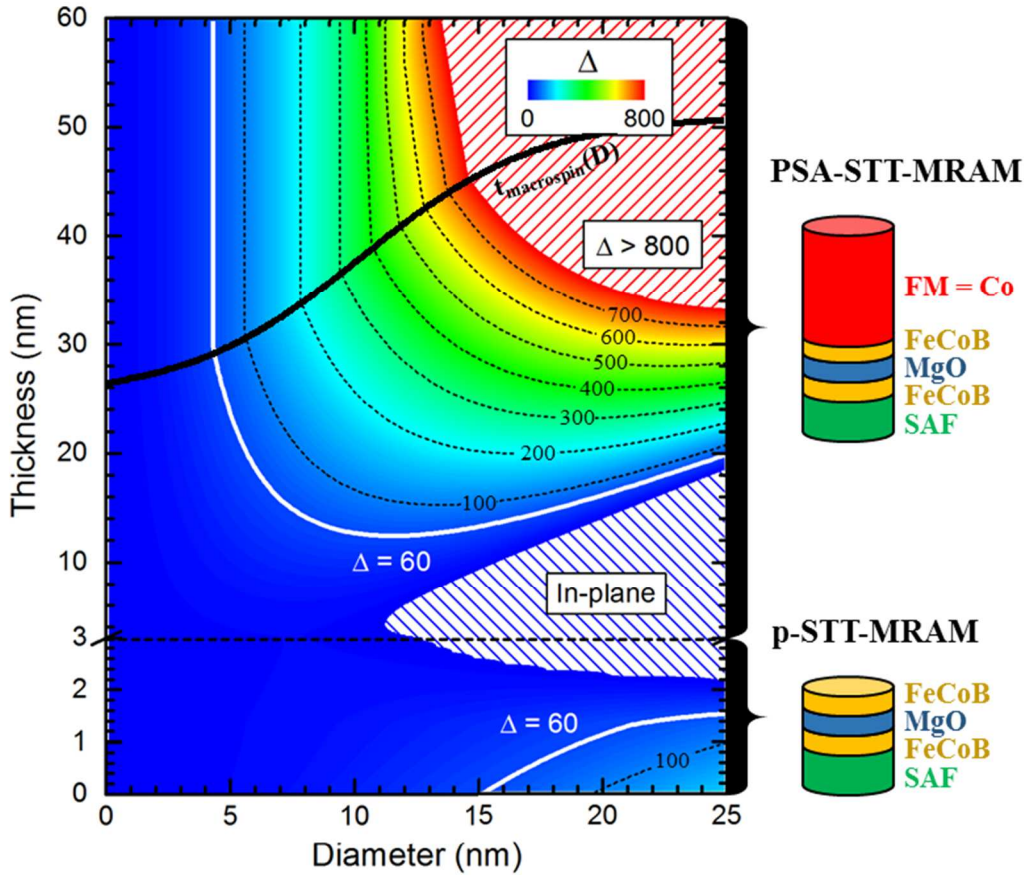 60
50
40
30
20
10
3
2
1
0
Thickness (nm)
0
5
10
15
20
25
Diameter (nm)
Δ
0 800
t macrospin(D)
Δ > 800
700
600
500
400
300
200
100
Δ = 60
In-plane
Δ = 60
100
PSA-STT-MRAM
FM = Co
FeCoB
MgO
FeCoB
SAF
p-STT-MRAM
FeCoB
MgO
FeCoB
SAF